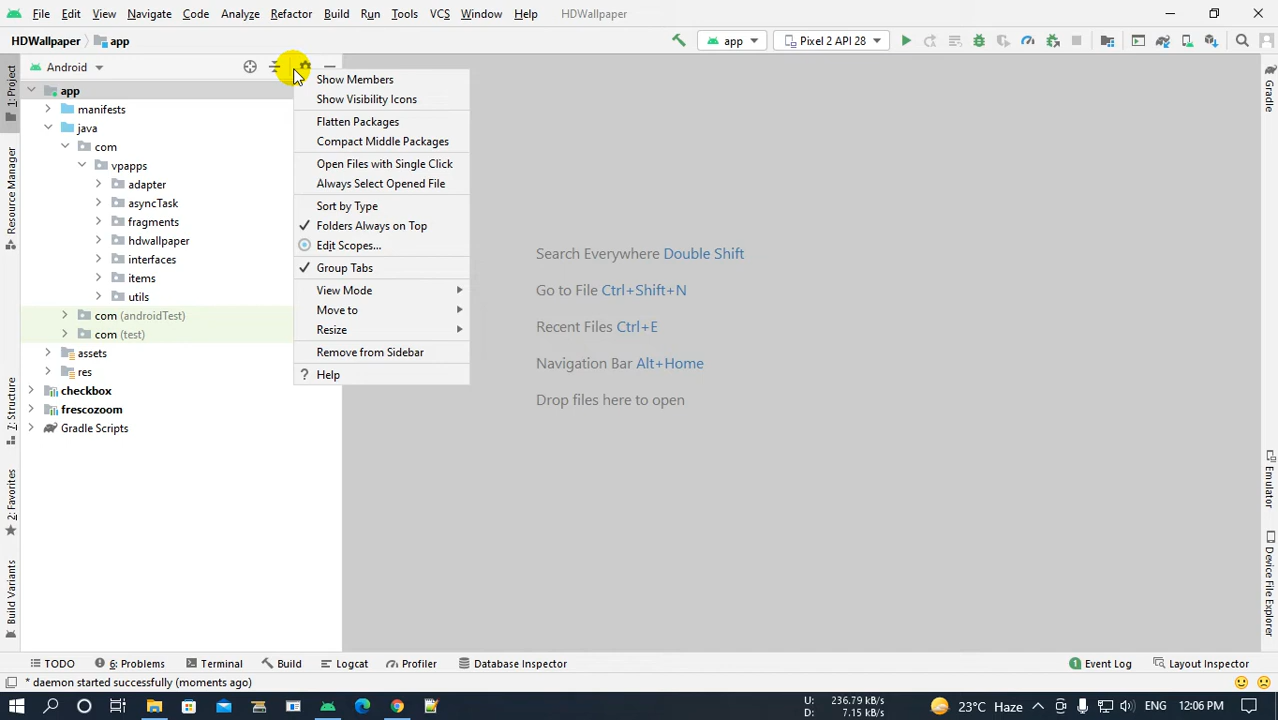 File Edit View Navigate Code Analyze Refactor Build Run Tools VCS Window Help HDWallpaper
HDWallpaper app
app Pixel 2 API 28
Android
1: Project
Resource Manager
7: Structure
2: Favorites
Build Variants
app
manifests
java
com
vpapps
adapter
asyncTask
fragments
hdwallpaper
interfaces
items
utils
com (androidTest)
com (test)
assets
res
checkbox
frescozoom
Gradle Scripts
Show Members
Show Visibility Icons
Flatten Packages
Compact Middle Packages
Open Files with Single Click
Always Select Opened File
Sort by Type
Folders Always on Top
Edit Scopes...
Group Tabs
View Mode
Move to
Resize
Remove from Sidebar
? Help
Search Everywhere Double Shift
Go to File Ctrl+Shift+N
Recent Files Ctrl+E
Navigation Bar Alt+Home
Drop files here to open
Gradle
Emulator
Device File Explorer
TODO 6: Problems Terminal Build Logcat Profiler Database Inspector 1 Event Log Layout Inspector
* daemon started successfully (moments ago)
U: 236.79 kB/s
D: 7.15 kB/s
23°C Haze ENG 12:06 PM